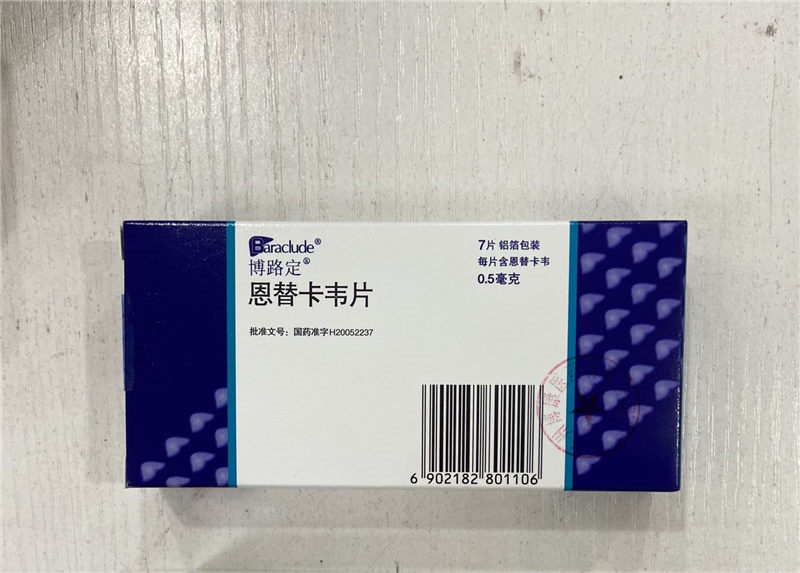 Baraclude®
博路定®
恩替卡韦片
批准文号：国药准字H20052237
7片 铝箔包装
每片含恩替卡韦
0.5毫克
6 902182 801106